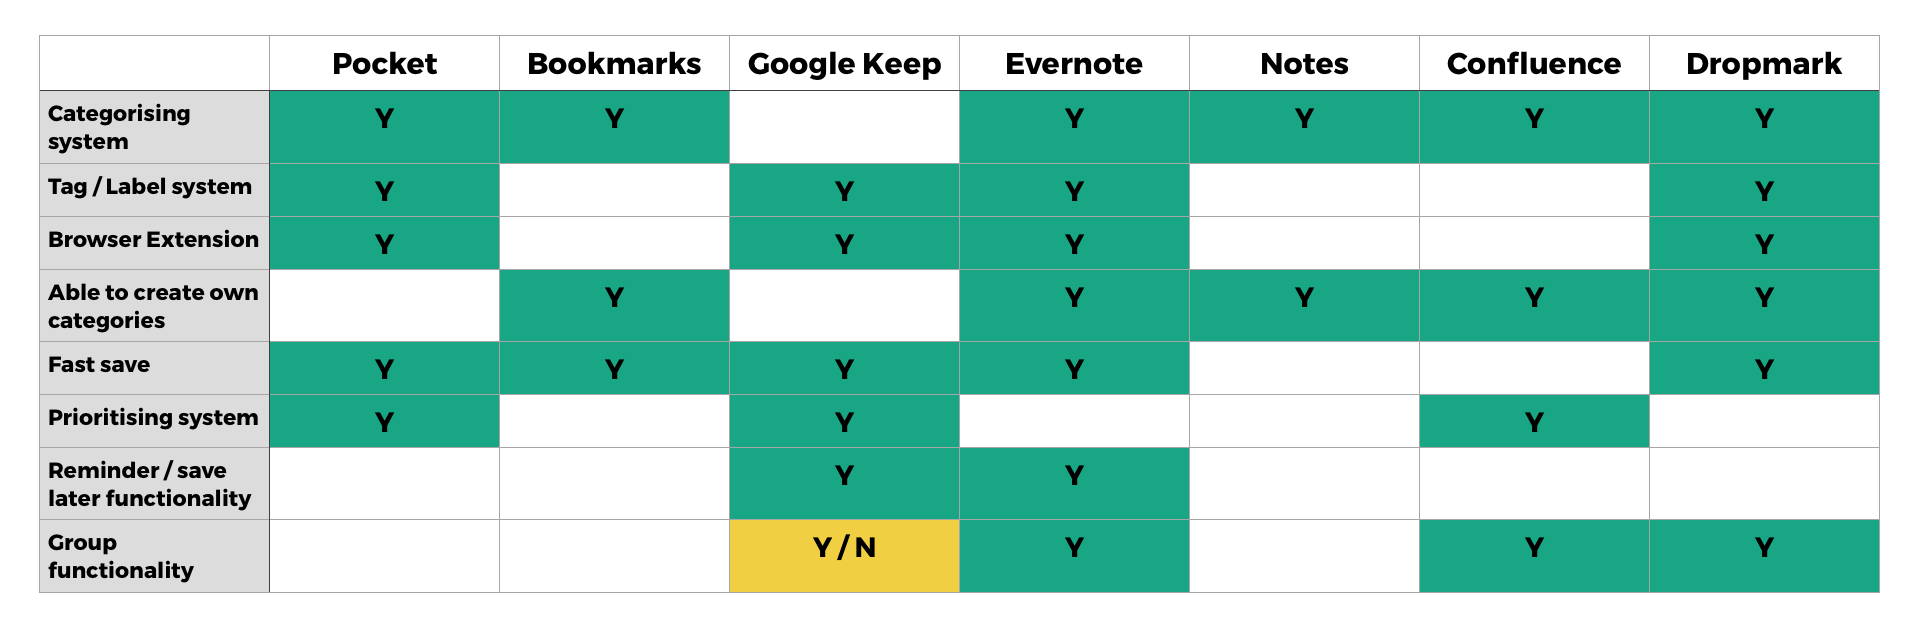 Pocket Bookmarks Google Keep Evernote Notes Confluence Dropmark
Categorising
system
Y Y Y Y Y Y
Tag / Label system Y Y Y Y
Browser Extension Y Y Y Y
Able to create own
categories
Y Y Y Y Y
Fast save Y Y Y Y Y
Prioritising system Y Y Y
Reminder / save
later functionality
Y Y
Group
functionality
Y / N Y Y Y